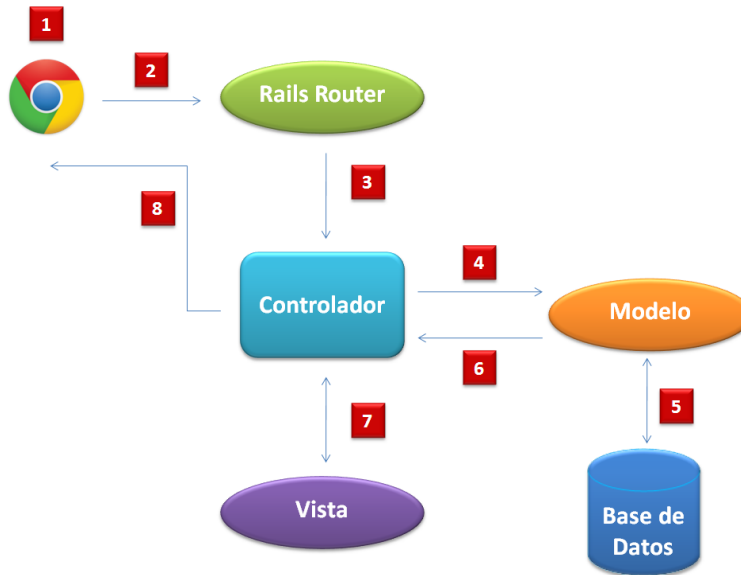 1
2
Rails Router
3
8
4
Controlador
Modelo
6
5
7
Vista
Base de
Datos